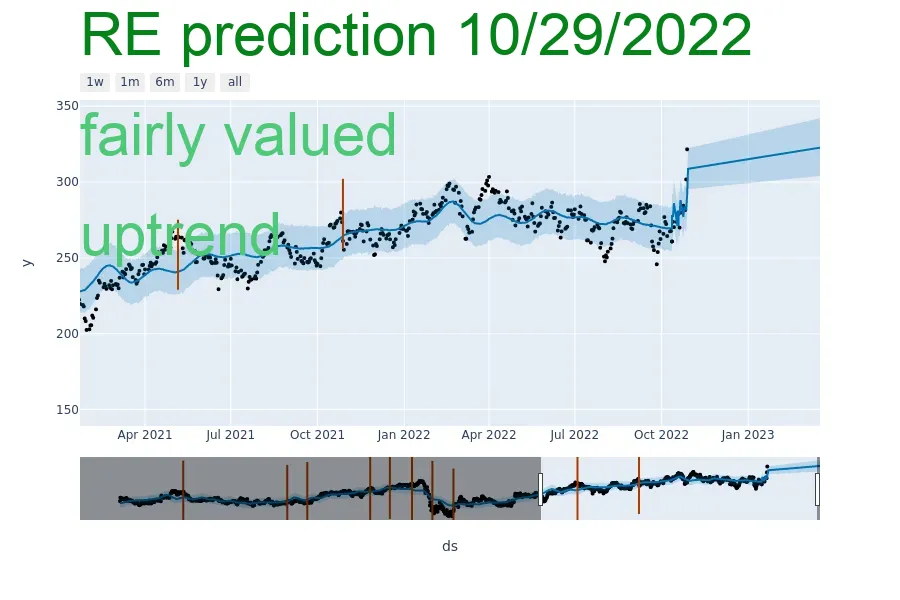 RE prediction 10/29/2022
1w 1m 6m 1y all
350
fairly valued
300
uptrend
250
y
200
150
Apr 2021 Jul 2021 Oct 2021 Jan 2022 Apr 2022 Jul 2022 Oct 2022 Jan 2023
ds